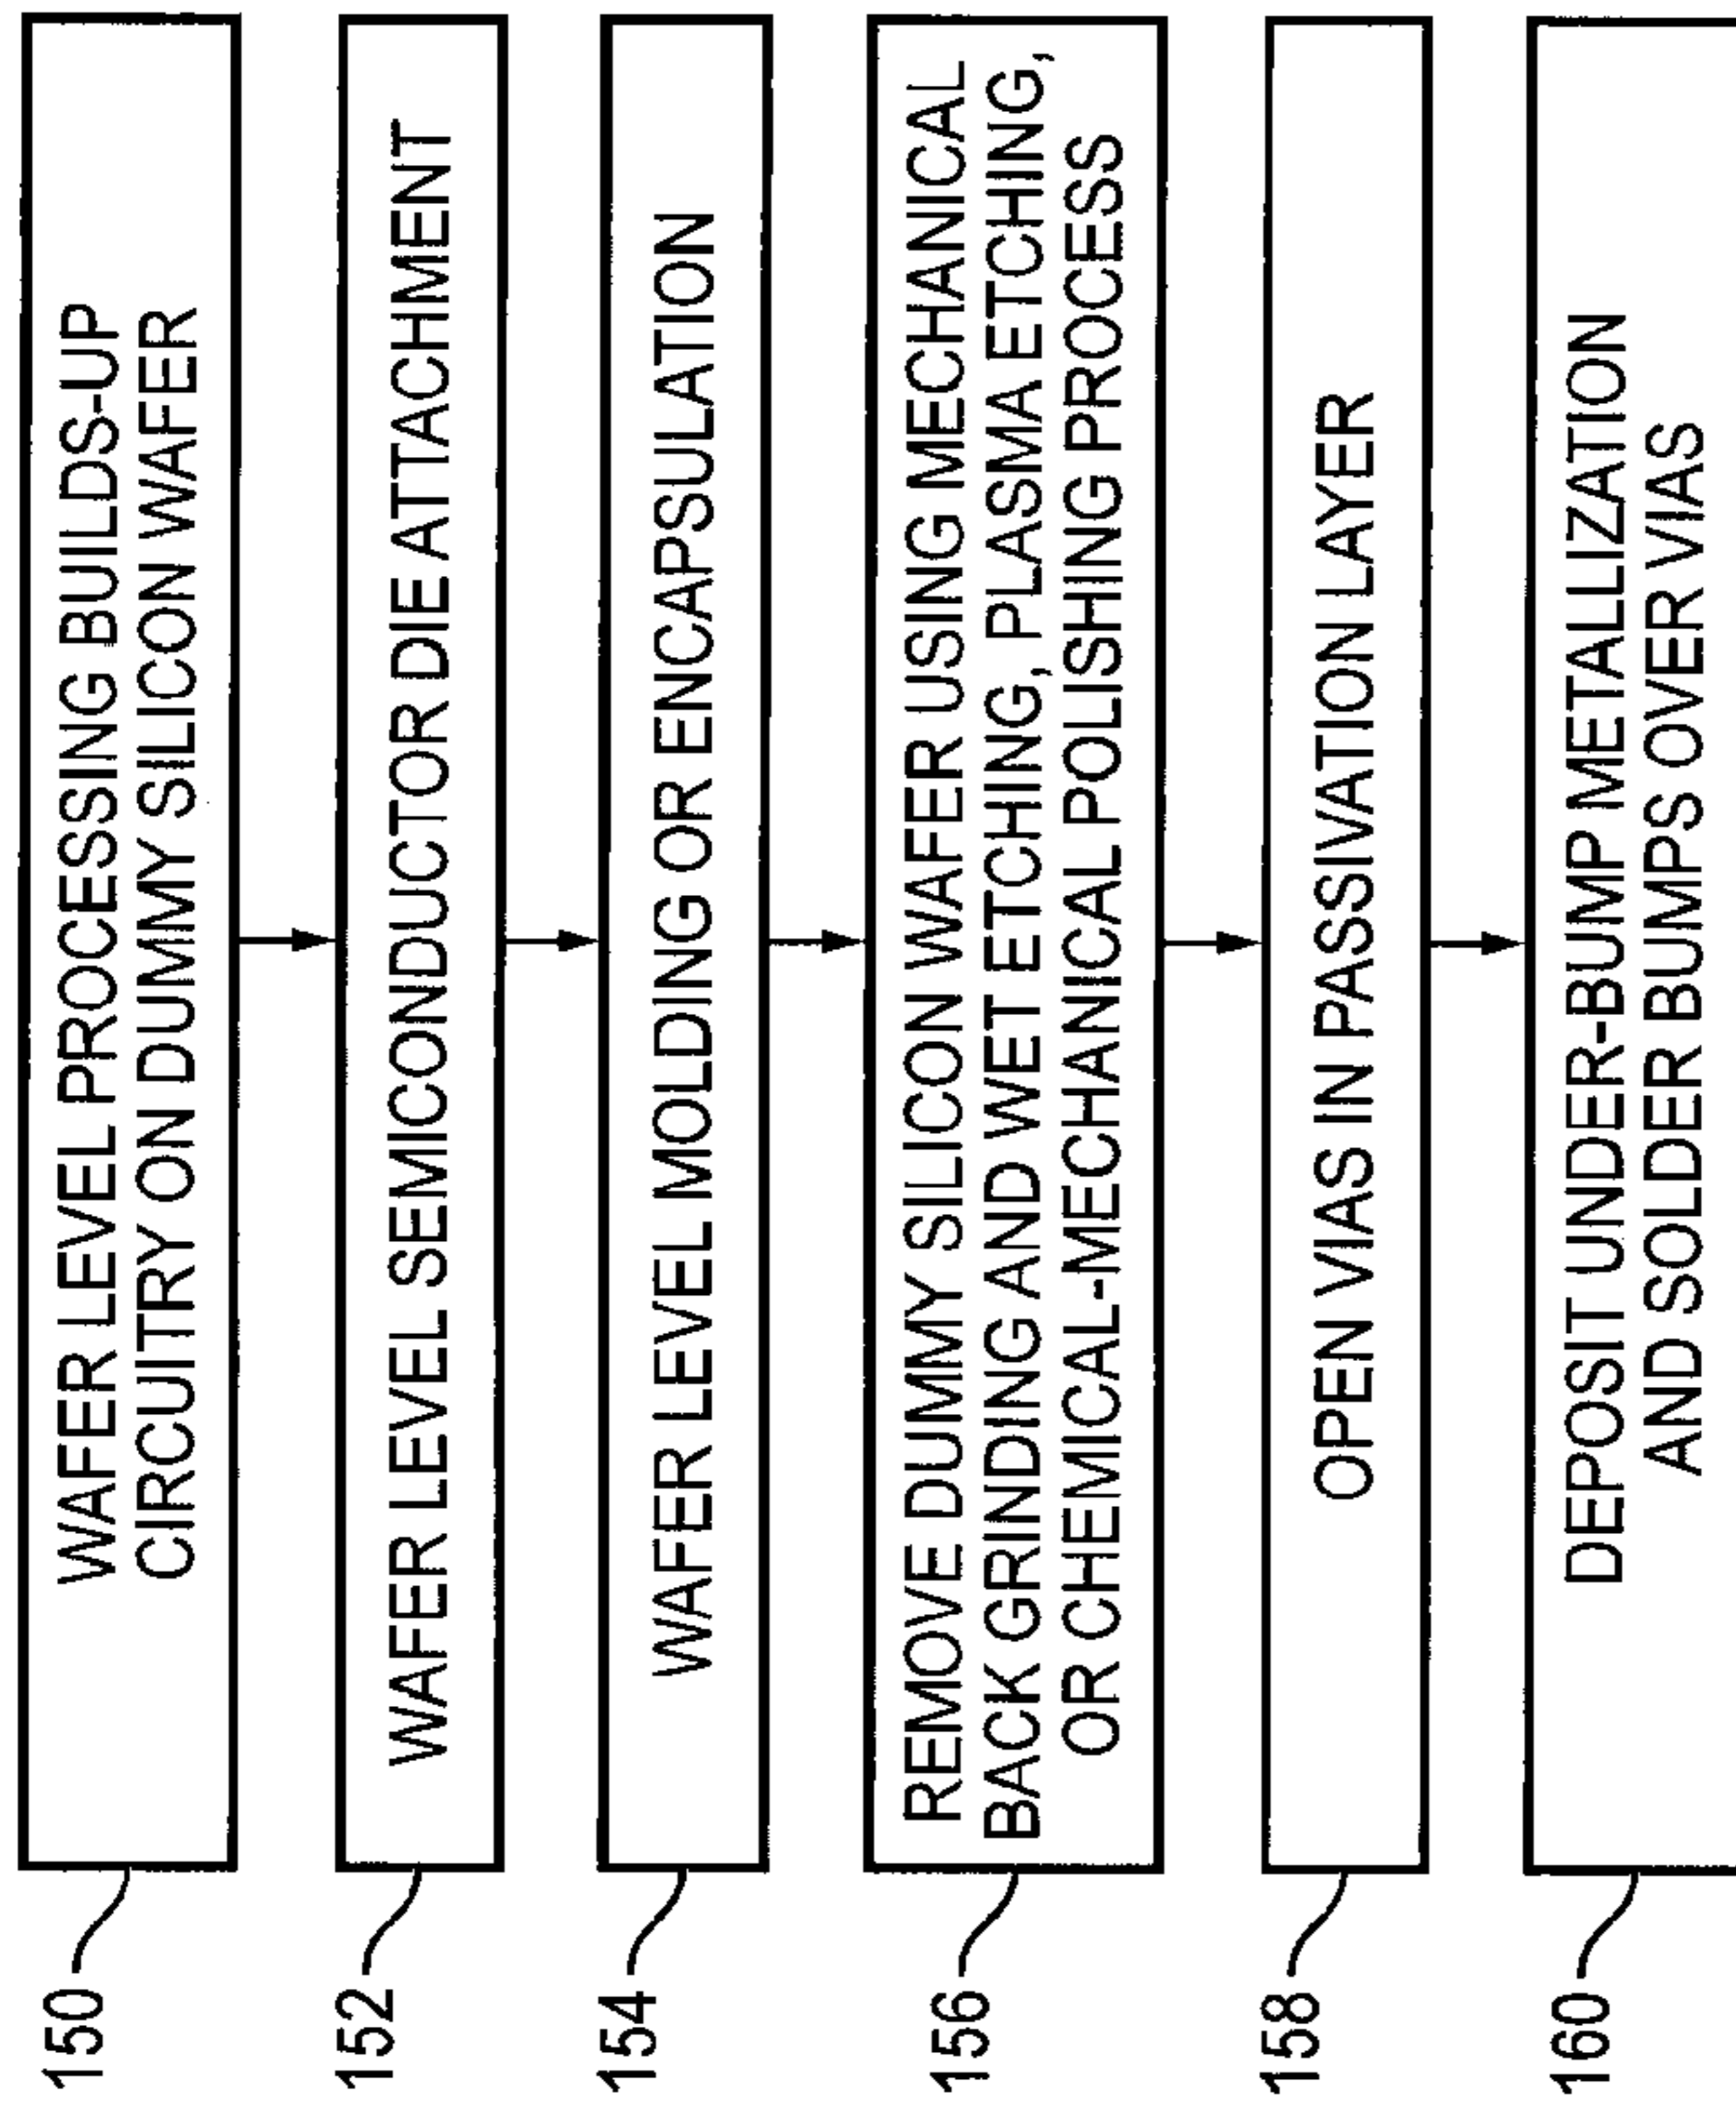 150
WAFER LEVEL PROCESSING BUILDS-UP
CIRCUITRY ON DUMMY SILICON WAFER
152
WAFER LEVEL SEMICONDUCTOR DIE ATTACHMENT
154
WAFER LEVEL MOLDING OR ENCAPSULATION
156
REMOVE DUMMY SILICON WAFER USING MECHANICAL
BACK GRINDING AND WET ETCHING, PLASMA ETCHING,
OR CHEMICAL-MECHANICAL POLISHING PROCESS
158
OPEN VIAS IN PASSIVATION LAYER
160
DEPOSIT UNDER-BUMP METALLIZATION
AND SOLDER BUMPS OVER VIAS